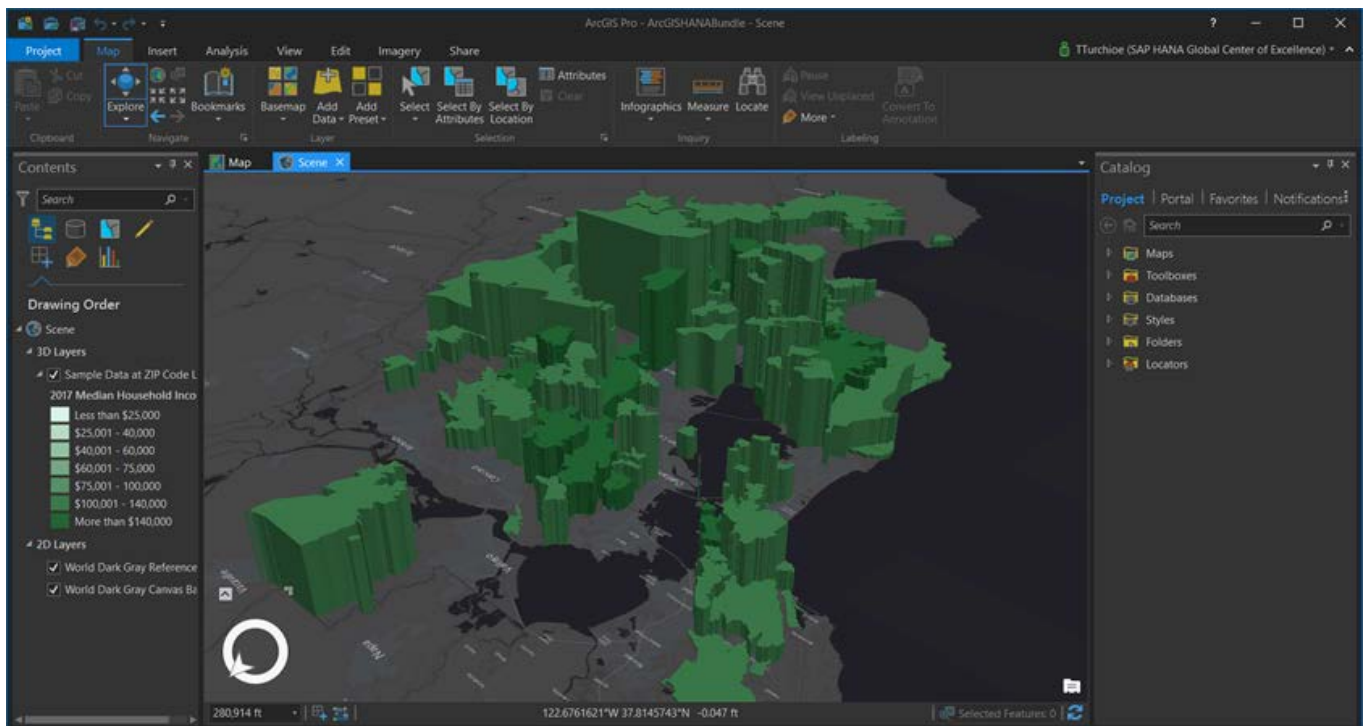 ArcGIS Pro - ArcGISHANABundle - Scene
? 
Project Map Insert Analysis View Edit Imagery Share
TTurchioe (SAP HANA Global Center of Excellence)
Paste
Cut
Copy
Clipboard
Explore
Navigate
Bookmarks
Basemap
Add Data
Add Preset
Layer
Select
Select By Attributes
Select By Location
Attributes
Clear
Selection
Infographics
Measure
Locate
Inquiry
Pause
View Unplaced
More
Convert To Annotation
Labeling
Contents
Search
Drawing Order
Scene
3D Layers
Sample Data at ZIP Code L
2017 Median Household Inco
Less than $25,000
$25,001 - 40,000
$40,001 - 60,000
$60,001 - 75,000
$75,001 - 100,000
$100,001 - 140,000
More than $140,000
2D Layers
World Dark Gray Reference
World Dark Gray Canvas Ba
Map
Scene
Vallejo
Napa
280,914 ft
122.6761621°W 37.8145743°N -0.047 ft
Selected Features: 0
Catalog
Project Portal Favorites Notifications
Search
Maps
Toolboxes
Databases
Styles
Folders
Locators